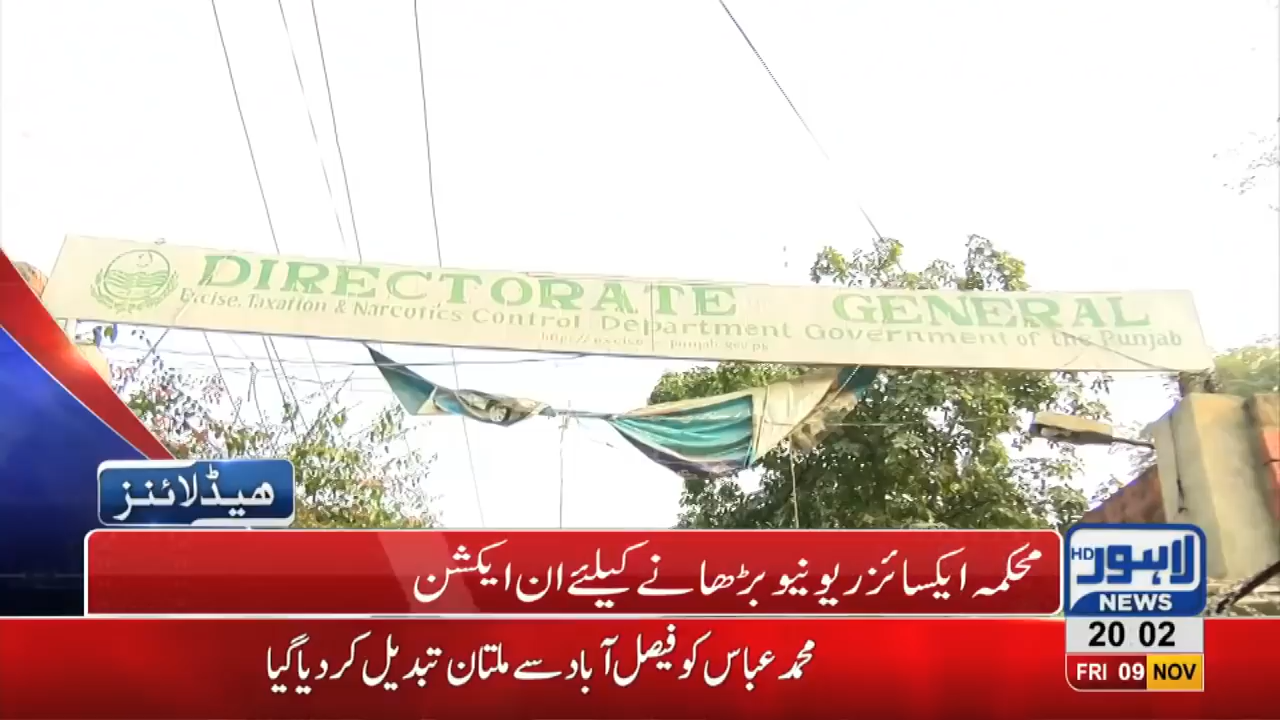 DIRECTORATE GENERAL
Excise, Taxation & Narcotics Control Department Government of the Punjab
ھیڈلائنز
محکمہ ایکسائز ریونیو بڑھانے کیلئے ان ایکشن
محمد عباس کو فیصل آباد سے ملتان تبدیل کر دیا گیا
HD لاہور
NEWS
20 02
FRI 09 NOV